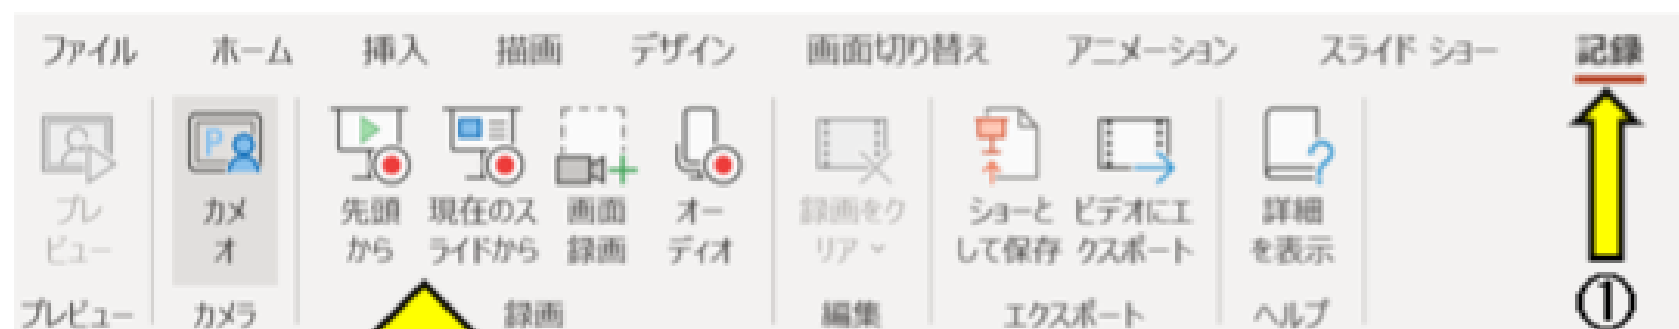 ファイル ホーム 挿入 描画 デザイン 画面切り替え アニメーション スライド ショー 記録
プレ
ビュー
カメ
オ
先頭
から
現在のス
ライドから
画面
録画
オー
ディオ
録画をク
リア
ショーと
して保存
ビデオにエ
クスポート
詳細
を表示
プレビュー カメラ 録画 編集 エクスポート ヘルプ
①